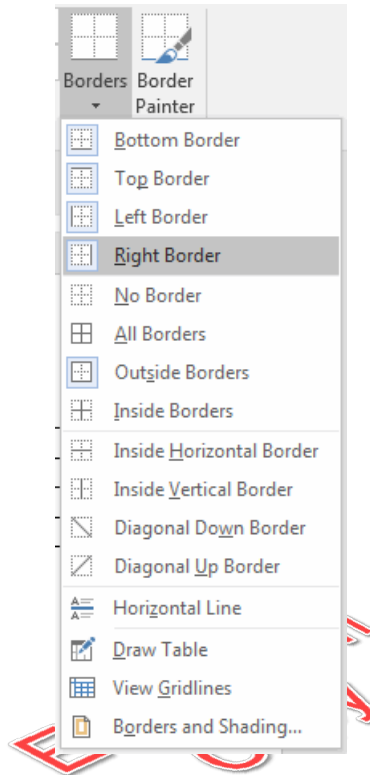 Borders Border
Painter
Bottom Border
Top Border
Left Border
Right Border
No Border
All Borders
Outside Borders
Inside Borders
Inside Horizontal Border
Inside Vertical Border
Diagonal Down Border
Diagonal Up Border
Horizontal Line
Draw Table
View Gridlines
Borders and Shading...